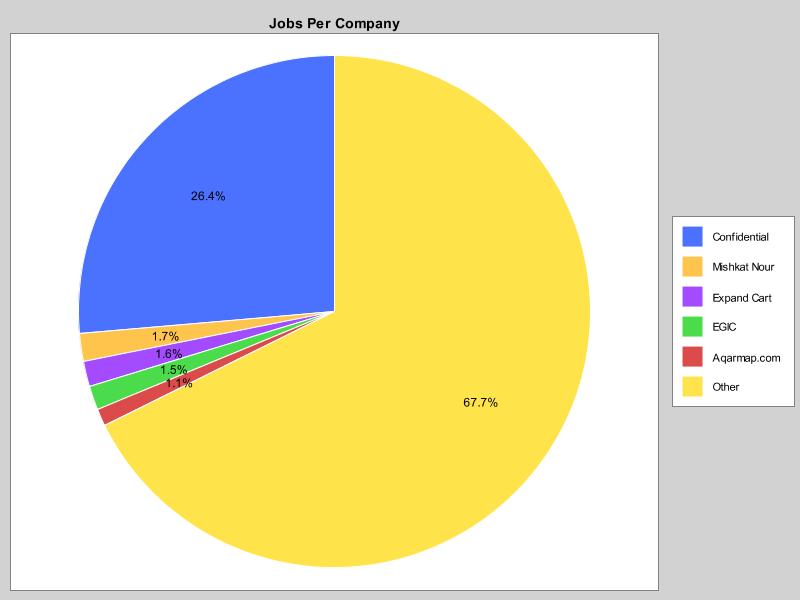 Jobs Per Company
26.4%
1.7%
1.6%
1.5%
1.1%
67.7%
Confidential
Mishkat Nour
Expand Cart
EGIC
Aqarmap.com
Other